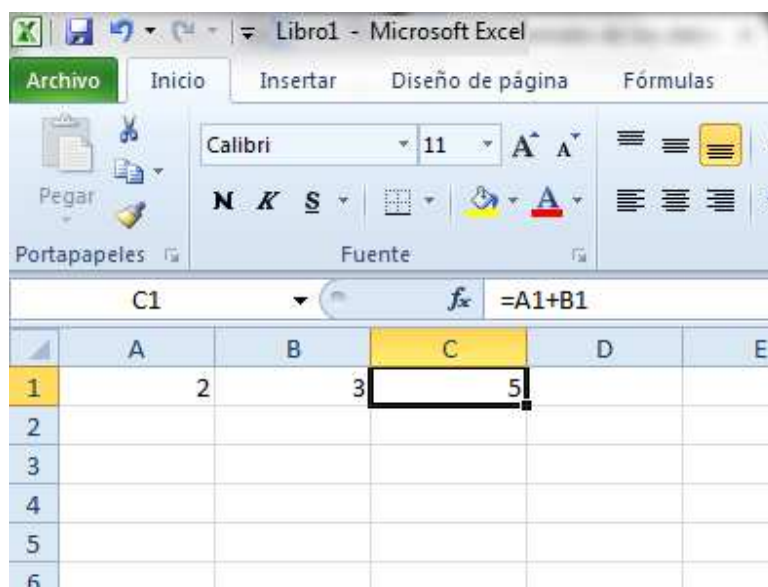 Libro1 - Microsoft Excel
Archivo Inicio Insertar Diseño de página Fórmulas
Calibri 11 A A
Pegar
N K S A
Portapapeles Fuente
C1 fx =A1+B1
A B C D E
1 2 3 5
2
3
4
5
6